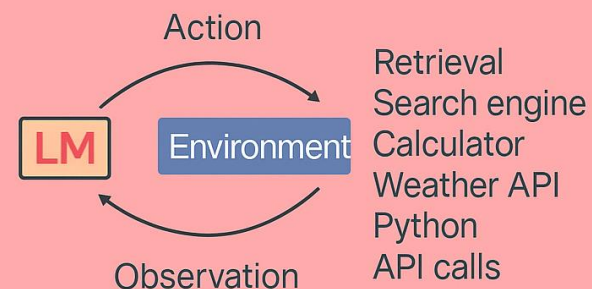 Action
LM
Environment
Observation
Retrieval
Search engine
Calculator
Weather API
Python
API calls